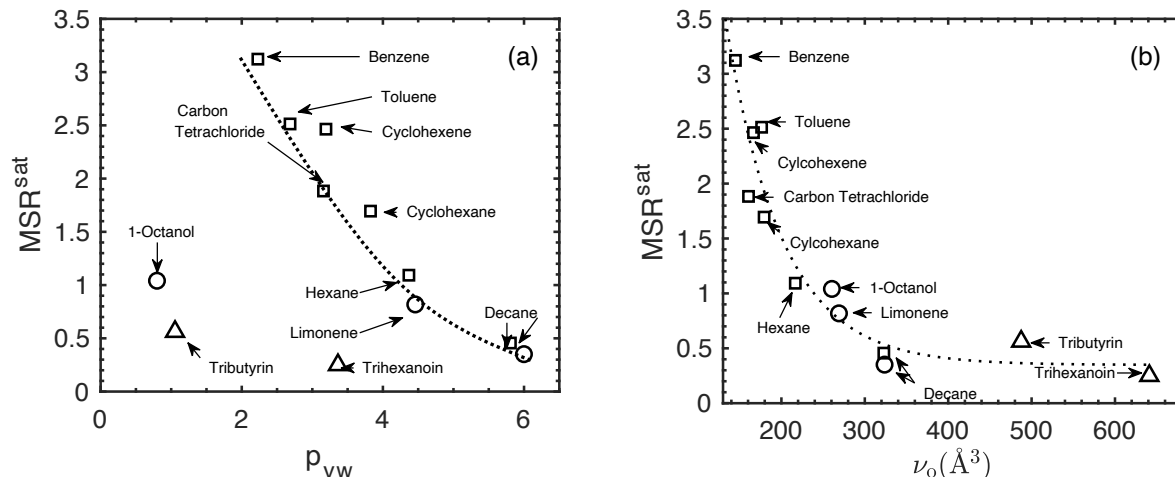 (a)
3.5
3
2.5
2
1.5
1
0.5
0
MSR^sat
Benzene
Toluene
Carbon
Tetrachloride
Cyclohexene
Cyclohexane
1-Octanol
Hexane
Limonene
Decane
Tributyrin
Trihexanoin
0 2 4 6
p_vw
(b)
3.5
3
2.5
2
1.5
1
0.5
0
MSR^sat
Benzene
Toluene
Cylcohexene
Carbon Tetrachloride
Cylcohexane
1-Octanol
Hexane
Limonene
Tributyrin
Trihexanoin
Decane
200 300 400 500 600
ν_o(Å^3)